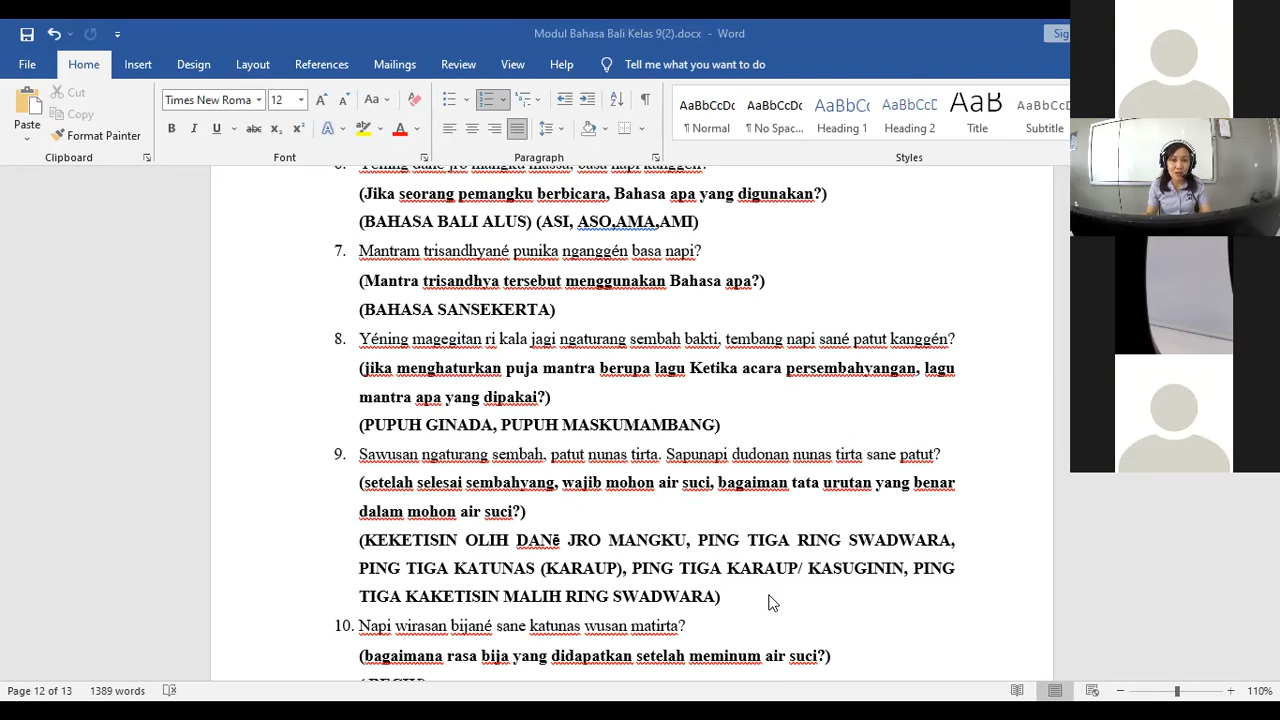 Modul Bahasa Bali Kelas 9(2).docx - Word
File Home Insert Design Layout References Mailings Review View Help Tell me what you want to do
Paste
Cut
Copy
Format Painter
Times New Roma 12
AaBbCcDc AaBbCcDc AaBbCcD AaBbCcD AaB AaBbCcD
¶ Normal ¶ No Spac... Heading 1 Heading 2 Title Subtitle
Clipboard Font Paragraph Styles
(Jika seorang pemangku berbicara, Bahasa apa yang digunakan?)
(BAHASA BALI ALUS) (ASI, ASO,AMA,AMI)
7. Mantram trisandhyané punika nganggén basa napi?
(Mantra trisandhya tersebut menggunakan Bahasa apa?)
(BAHASA SANSEKERTA)
8. Yéning magegitan ri kala jagi ngaturang sembah bakti, tembang napi sané patut kanggén?
(jika menghaturkan puja mantra berupa lagu Ketika acara persembahyangan, lagu
mantra apa yang dipakai?)
(PUPUH GINADA, PUPUH MASKUMAMBANG)
9. Sawusan ngaturang sembah, patut nunas tirta. Sapunapi dudonan nunas tirta sane patut?
(setelah selesai sembahyang, wajib mohon air suci, bagaiman tata urutan yang benar
dalam mohon air suci?)
(KEKETISIN OLIH DANē JRO MANGKU, PING TIGA RING SWADWARA,
PING TIGA KATUNAS (KARAUP), PING TIGA KARAUP/ KASUGININ, PING
TIGA KAKETISIN MALIH RING SWADWARA)
10. Napi wirasan bijané sane katunas wusan matirta?
(bagaimana rasa bija yang didapatkan setelah meminum air suci?)
Page 12 of 13 1389 words 110%